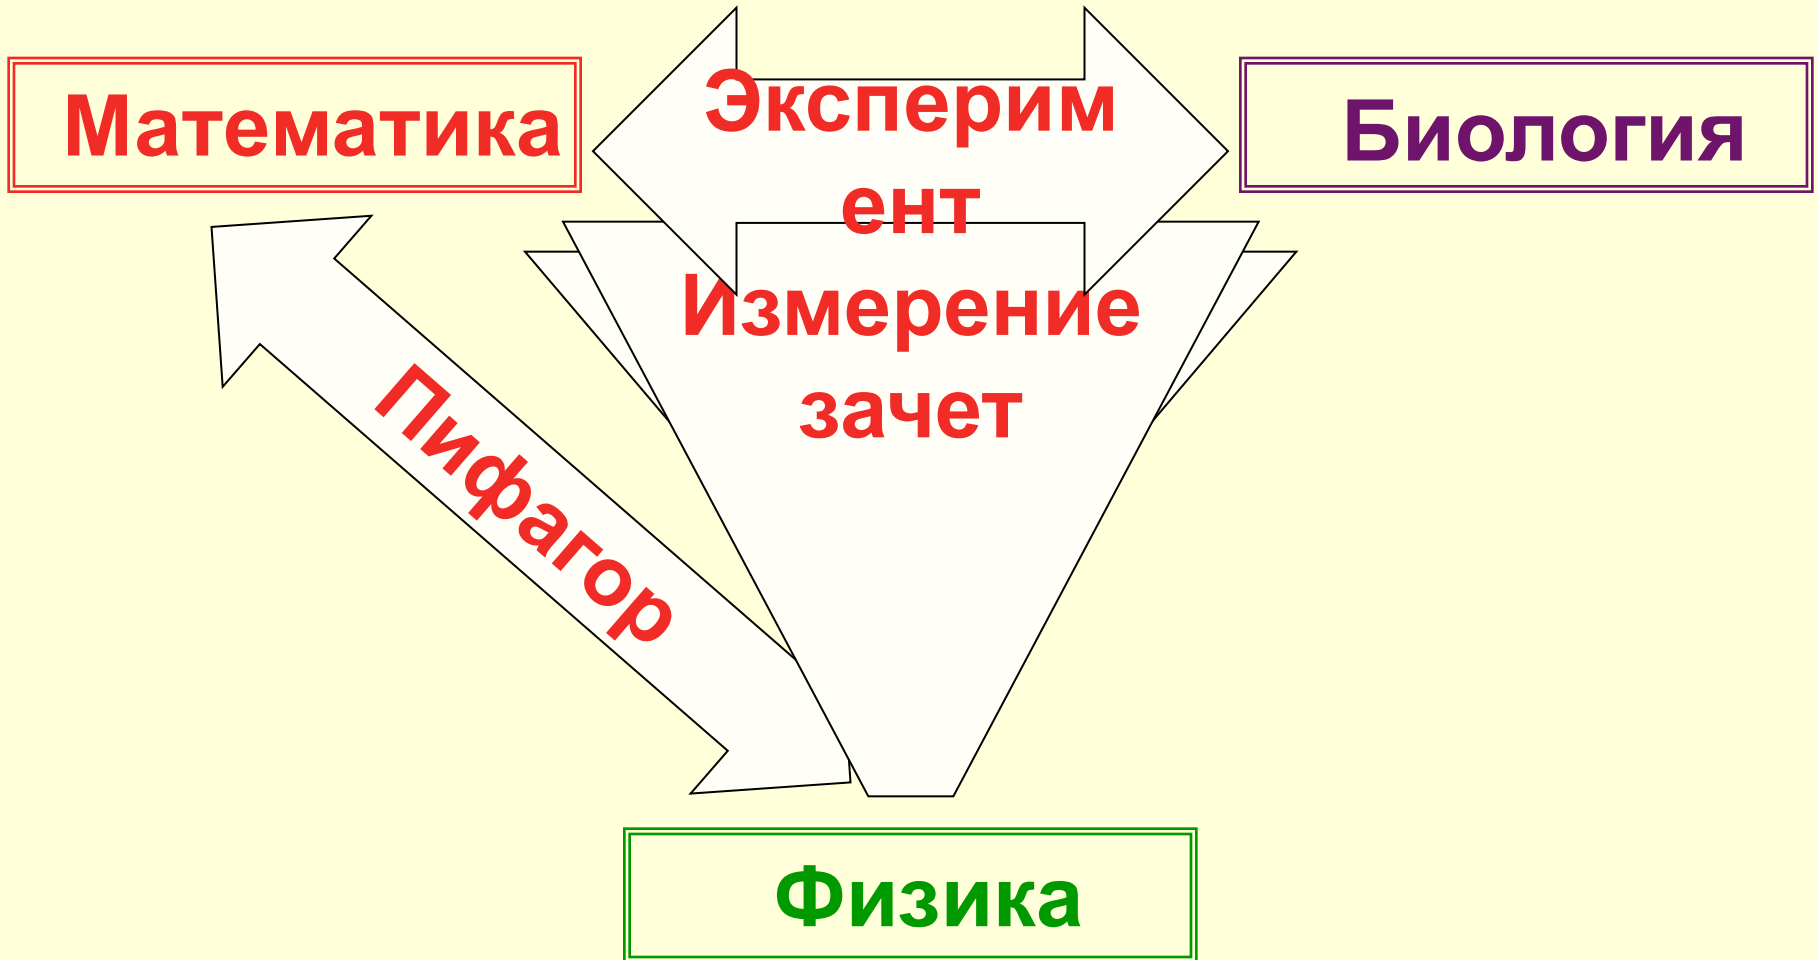 Математика
Эксперим
ент
Биология
Измерение
зачет
Пифагор
Физика